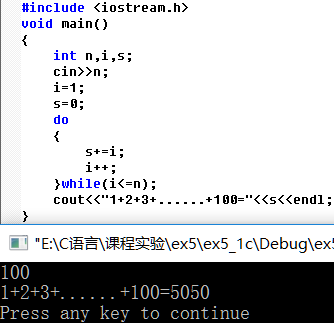 #include <iostream.h>
void main()
{
    int n,i,s;
    cin>>n;
    i=1;
    s=0;
    do
    {
        s+=i;
        i++;
    }while(i<=n);
    cout<<"1+2+3+......+100="<<s<<endl;
}
"E:\C语言\课程实验\ex5\ex5_1c\Debug\ex5
100
1+2+3+......+100=5050
Press any key to continue